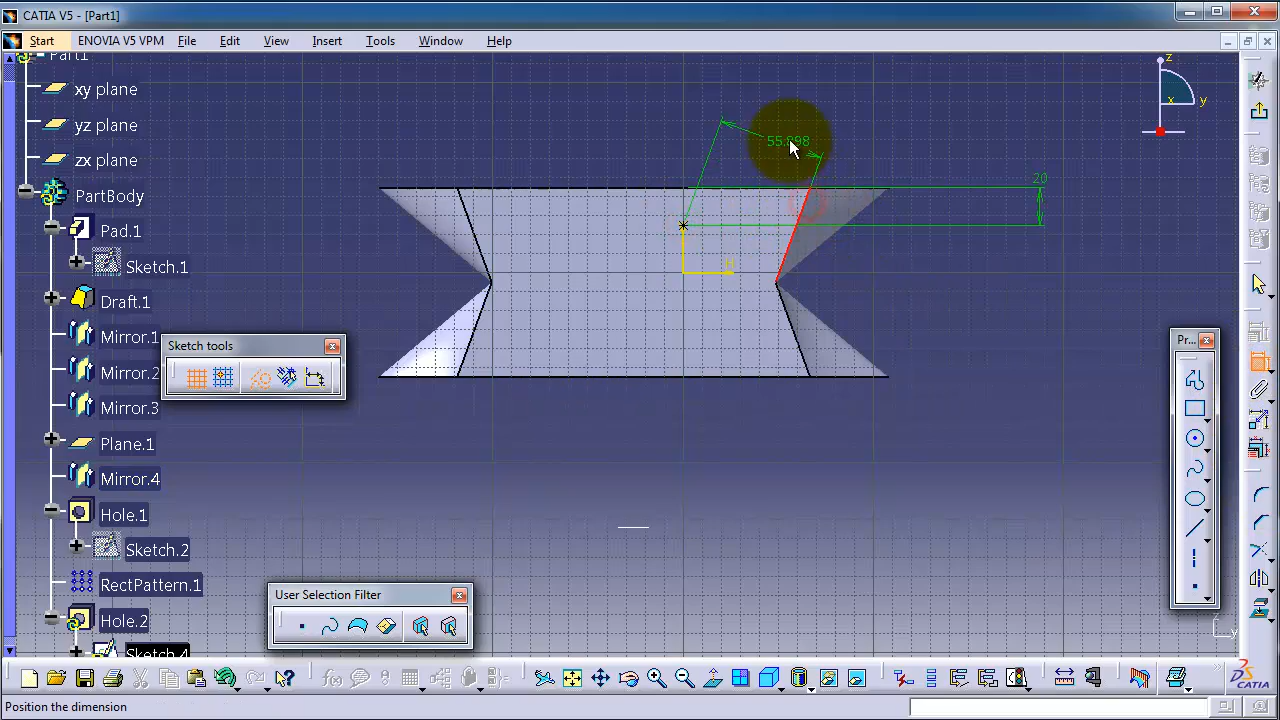 CATIA V5 - [Part1]
Start ENOVIA V5 VPM File Edit View Insert Tools Window Help
Part1
xy plane
yz plane
zx plane
PartBody
Pad.1
Sketch.1
Draft.1
Mirror.1
Mirror.2
Mirror.3
Plane.1
Mirror.4
Hole.1
Sketch.2
RectPattern.1
Hole.2
Sketch.4
Sketch tools
User Selection Filter
Pr...
55.898
20
H
z
x
y
z
y
CATIA
Position the dimension